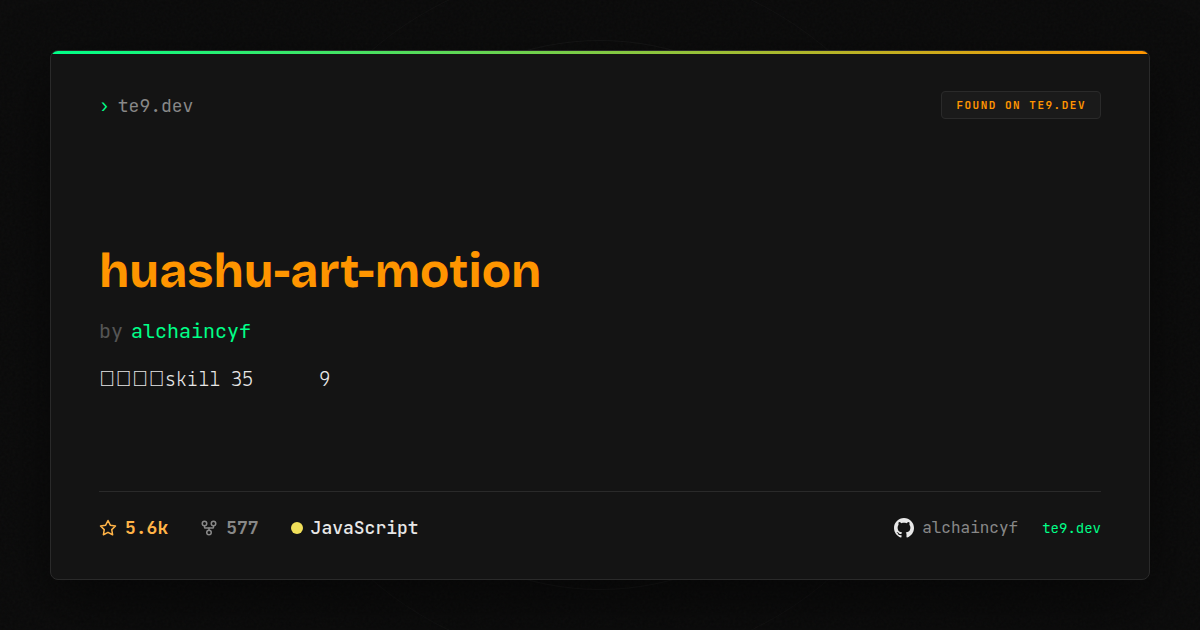 › te9.dev
FOUND ON TE9.DEV
huashu-art-motion
by alchaincyf
skill 35 9
5.6k 577 JavaScript
alchaincyf te9.dev